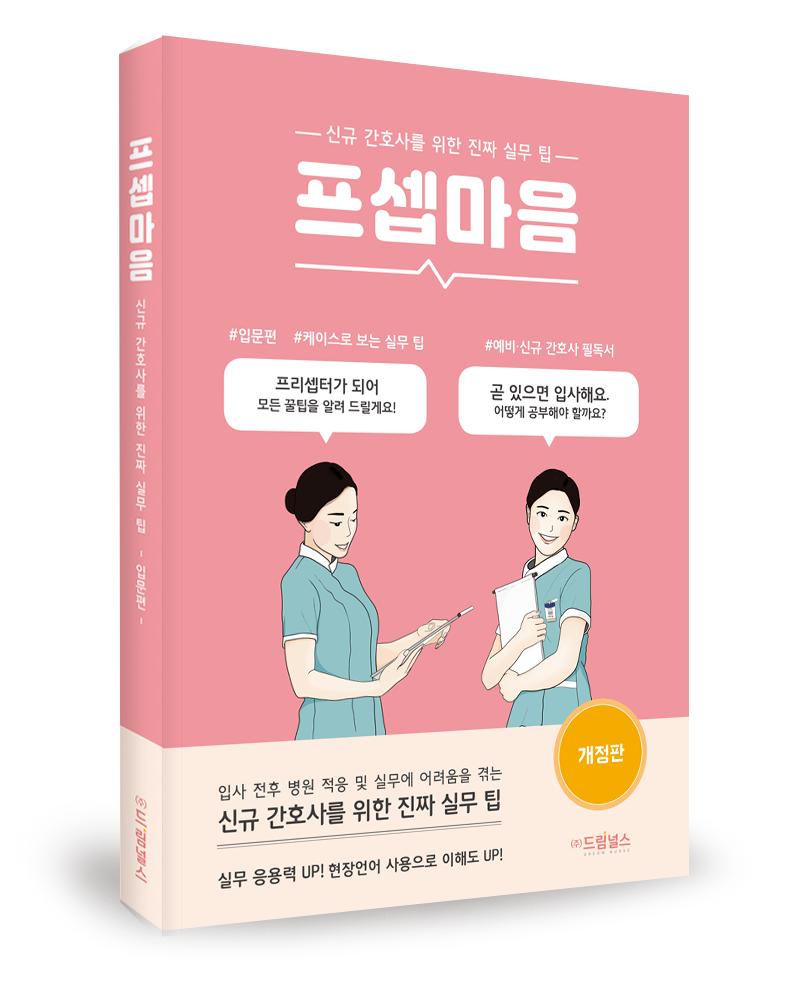 신규 간호사를 위한 진짜 실무 팁
프셉마음
#입문편 #케이스로 보는 실무 팁
#예비·신규 간호사 필독서
프리셉터가 되어
모든 꿀팁을 알려 드릴게요!
곧 있으면 입사해요.
어떻게 공부해야 할까요?
개정판
입사 전후 병원 적응 및 실무에 어려움을 겪는
신규 간호사를 위한 진짜 실무 팁
실무 응용력 UP! 현장언어 사용으로 이해도 UP!
㈜드림널스
DREAM NURSE
프셉마음 신규 간호사를 위한 진짜 실무 팁 - 입문편 - ㈜드림널스